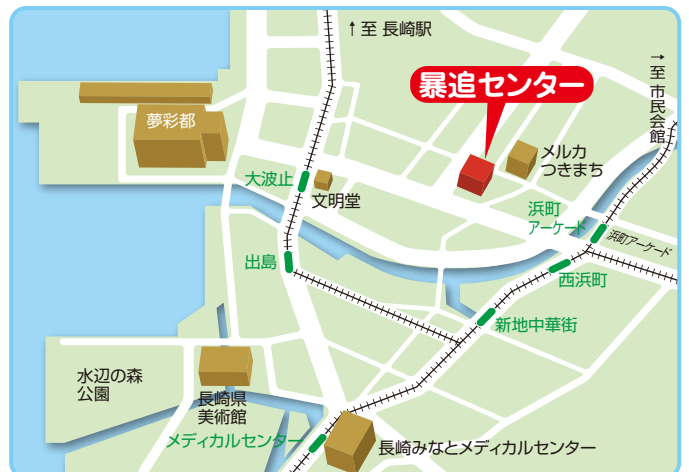 ↑至 長崎駅
→至 市民会館
暴追センター
夢彩都
メルカ
つきまち
大波止
文明堂
浜町
アーケード
浜町アーケード
出島
西浜町
新地中華街
水辺の森
公園
長崎県
美術館
メディカルセンター
長崎みなとメディカルセンター